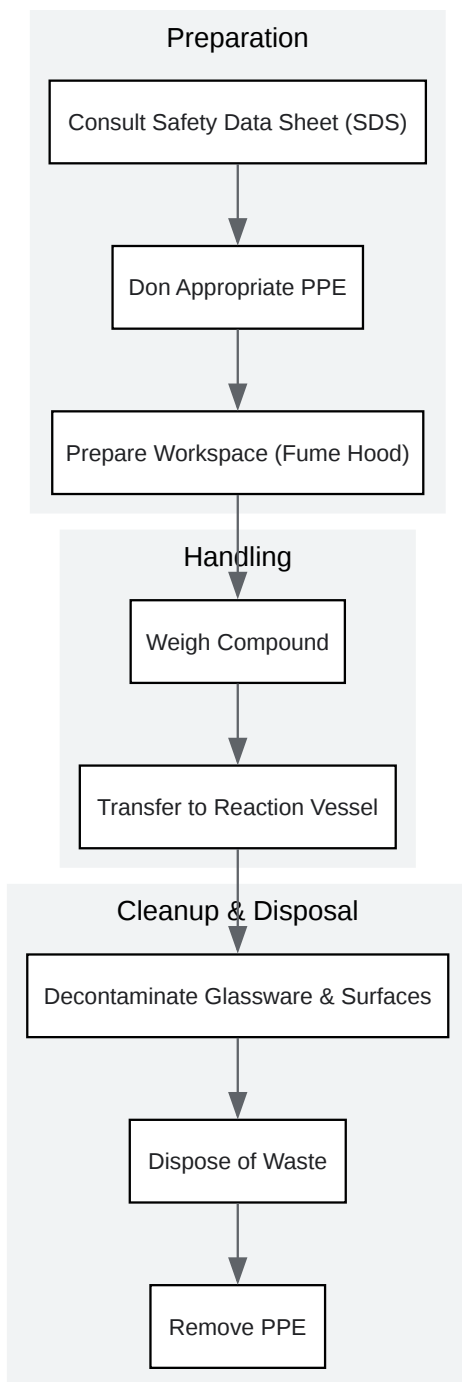 Preparation
Consult Safety Data Sheet (SDS)
Don Appropriate PPE
Prepare Workspace (Fume Hood)
Handling
Weigh Compound
Transfer to Reaction Vessel
Cleanup & Disposal
Decontaminate Glassware & Surfaces
Dispose of Waste
Remove PPE